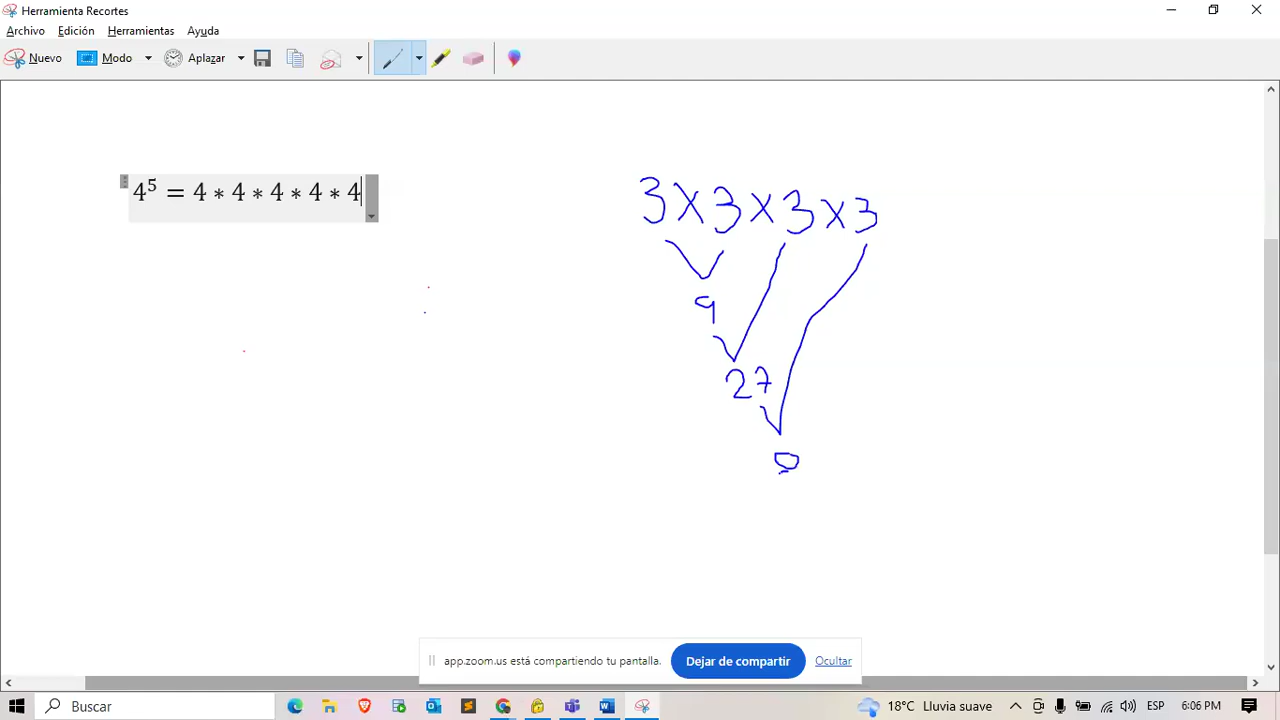 Herramienta Recortes
Archivo Edición Herramientas Ayuda
Nuevo Modo Aplazar
4⁵ = 4 * 4 * 4 * 4 * 4
3 X 3 X 3 X 3
9
27
app.zoom.us está compartiendo tu pantalla. Dejar de compartir Ocultar
Buscar 18°C Lluvia suave ESP 6:06 PM